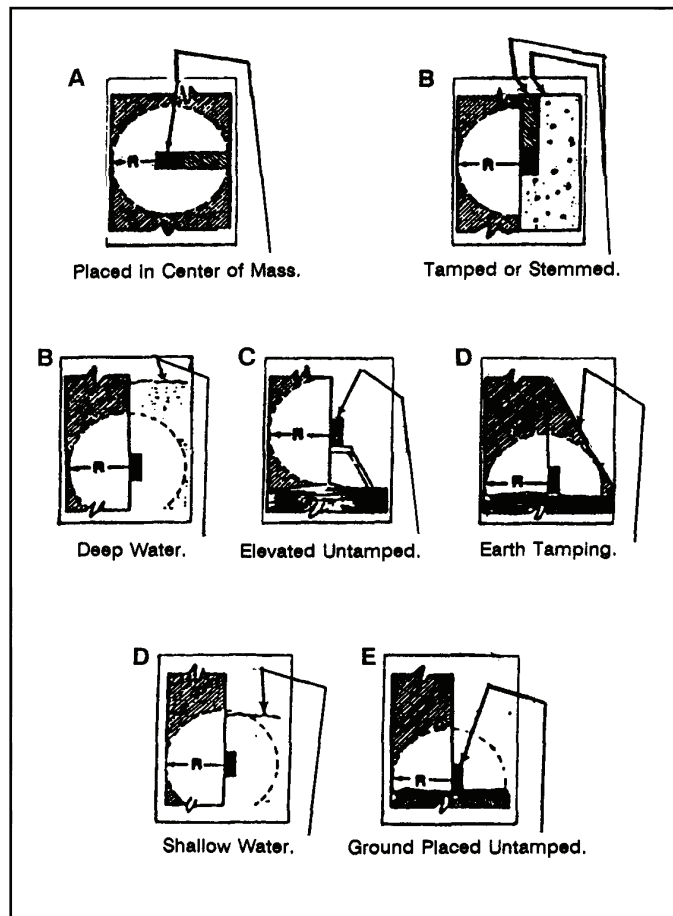 A
B
R
R
Placed in Center of Mass.
Tamped or Stemmed.
B
C
D
R
R
R
Deep Water.
Elevated Untamped.
Earth Tamping.
D
E
R
R
Shallow Water.
Ground Placed Untamped.